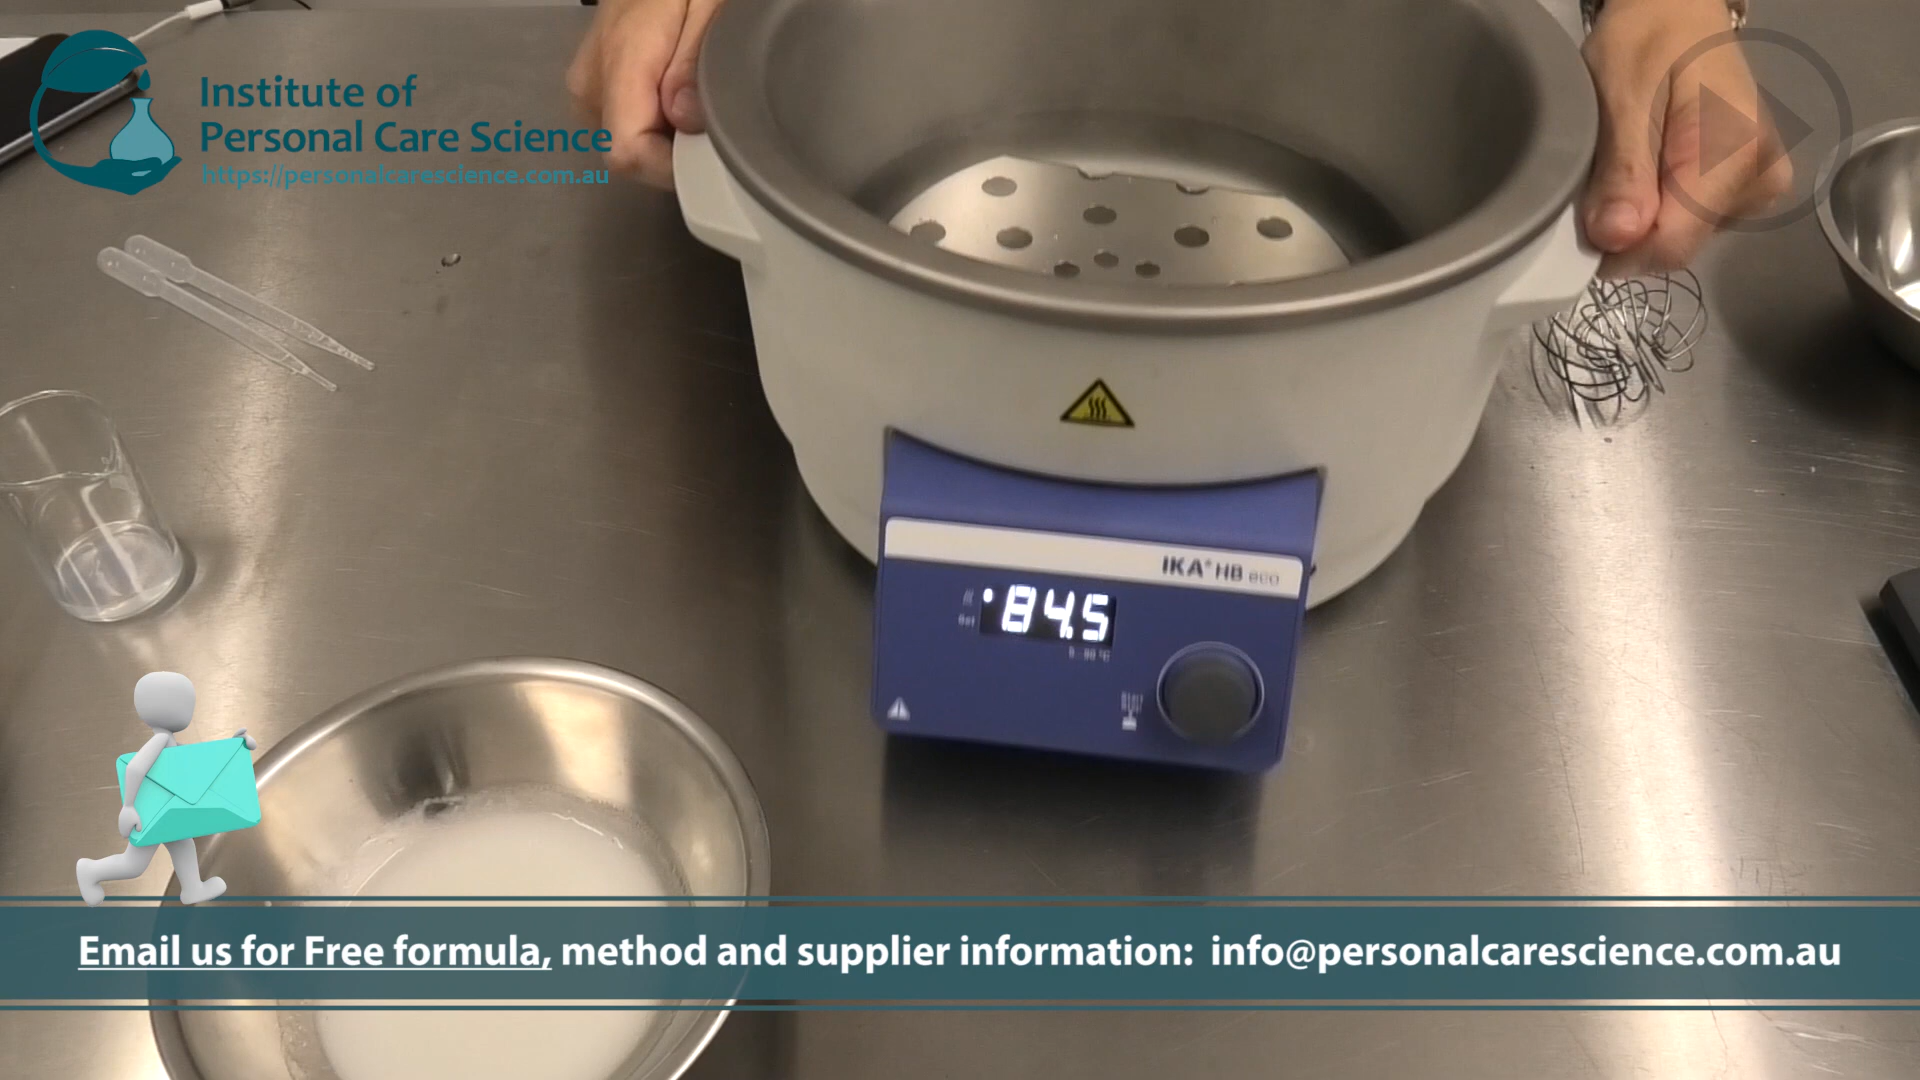 Institute of
Personal Care Science
https://personalcarescience.com.au
IKA® HB eco
84.5
Set
Email us for Free formula, method and supplier information: info@personalcarescience.com.au